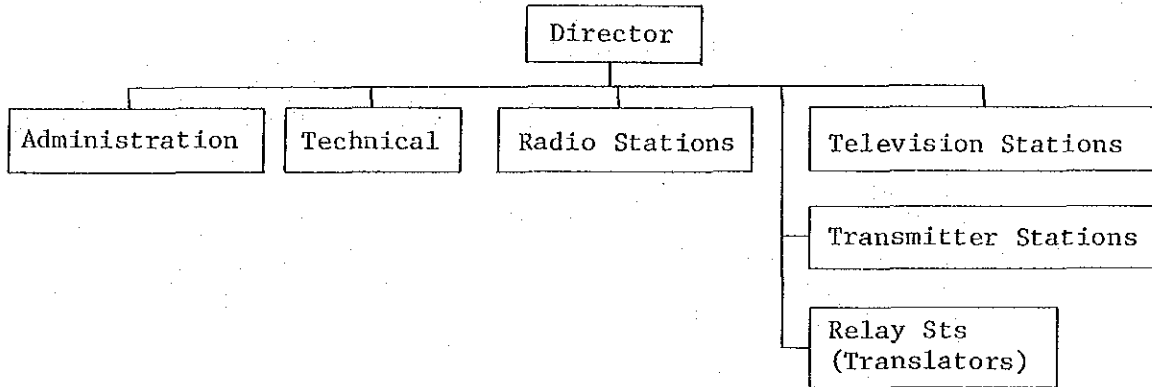 Director
Administration
Technical
Radio Stations
Television Stations
Transmitter Stations
Relay Sts
(Translators)